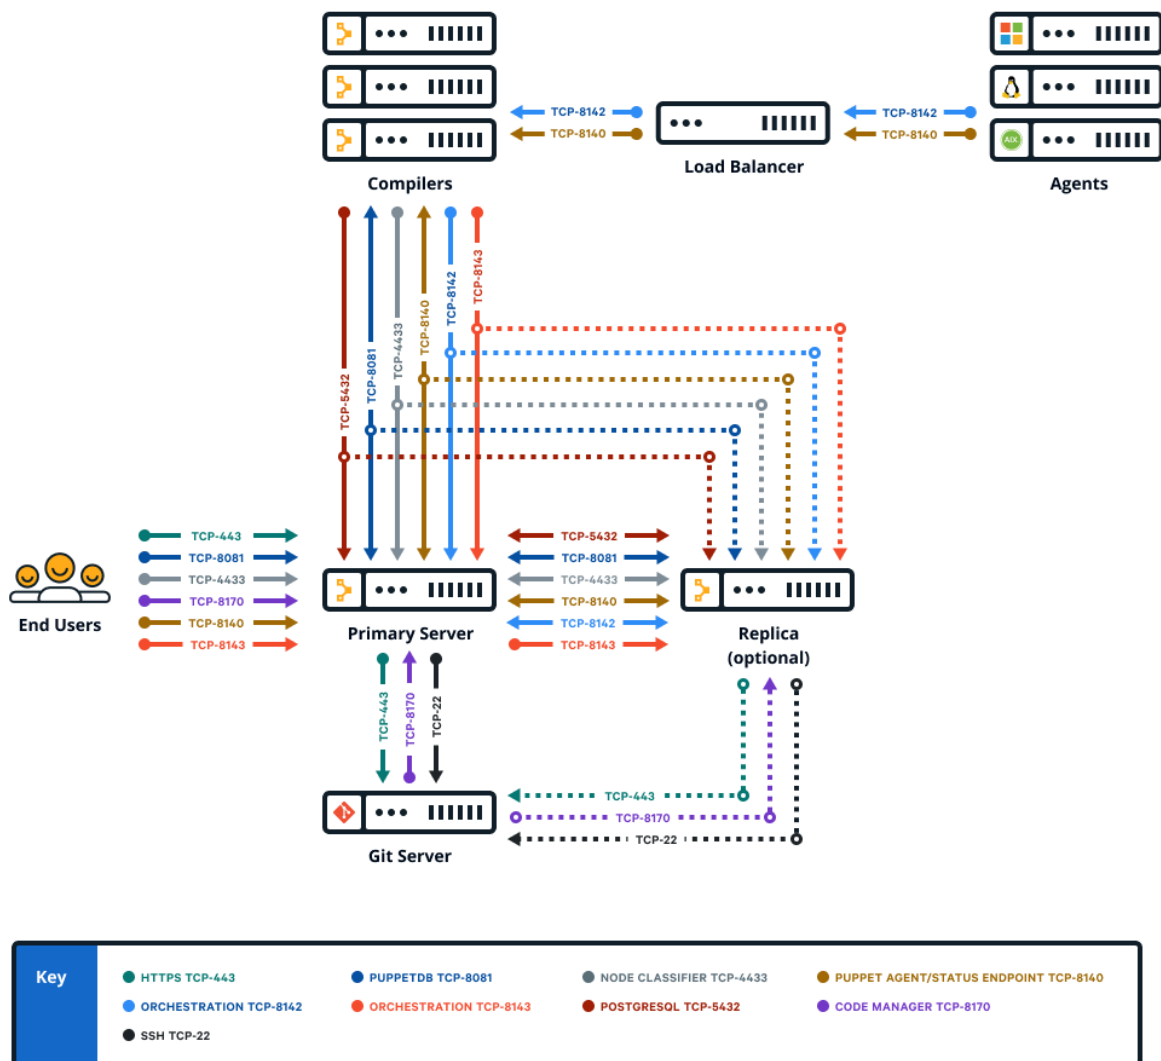 TCP-8142
TCP-8140
TCP-8142
TCP-8140
AIX
Compilers
Load Balancer
Agents
TCP-5432
TCP-8081
TCP-4433
TCP-8140
TCP-8142
TCP-8143
TCP-443
TCP-8081
TCP-4433
TCP-8170
TCP-8140
TCP-8143
End Users
TCP-5432
TCP-8081
TCP-4433
TCP-8140
TCP-8142
TCP-8143
Primary Server
Replica
(optional)
TCP-443
TCP-8170
TCP-22
TCP-443
TCP-8170
TCP-22
Git Server
Key
HTTPS TCP-443
PUPPETDB TCP-8081
NODE CLASSIFIER TCP-4433
PUPPET AGENT/STATUS ENDPOINT TCP-8140
ORCHESTRATION TCP-8142
ORCHESTRATION TCP-8143
POSTGRESQL TCP-5432
CODE MANAGER TCP-8170
SSH TCP-22